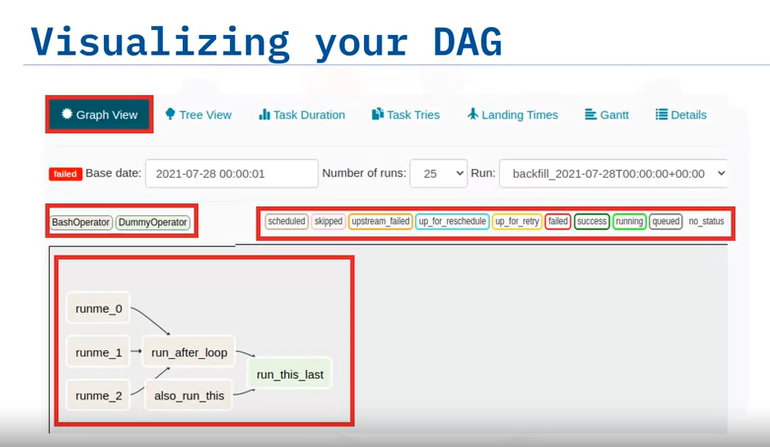 Visualizing your DAG
Graph View Tree View Task Duration Task Tries Landing Times Gantt Details
failed Base date: 2021-07-28 00:00:01 Number of runs: 25 Run: backfill_2021-07-28T00:00:00+00:00
BashOperator DummyOperator scheduled skipped upstream_failed up_for_reschedule up_for_retry failed success running queued no_status
runme_0
runme_1 run_after_loop
run_this_last
runme_2 also_run_this